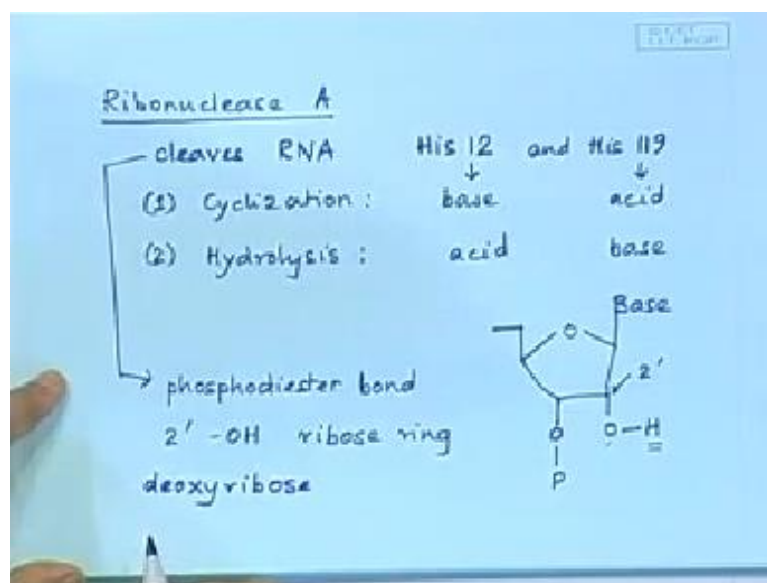 Ribonuclease A
cleaves RNA His 12 and His 119
(1) Cyclization : base acid
(2) Hydrolysis : acid base
Base
O
2'
phosphodiester bond
2' -OH ribose ring O O-H
deoxyribose P